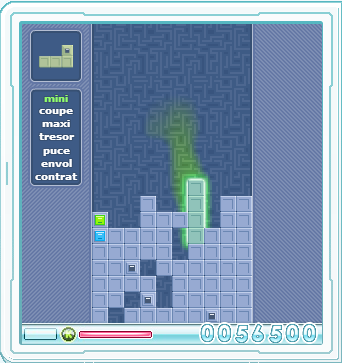 mini
coupe
maxi
tresor
puce
envol
contrat
0056500